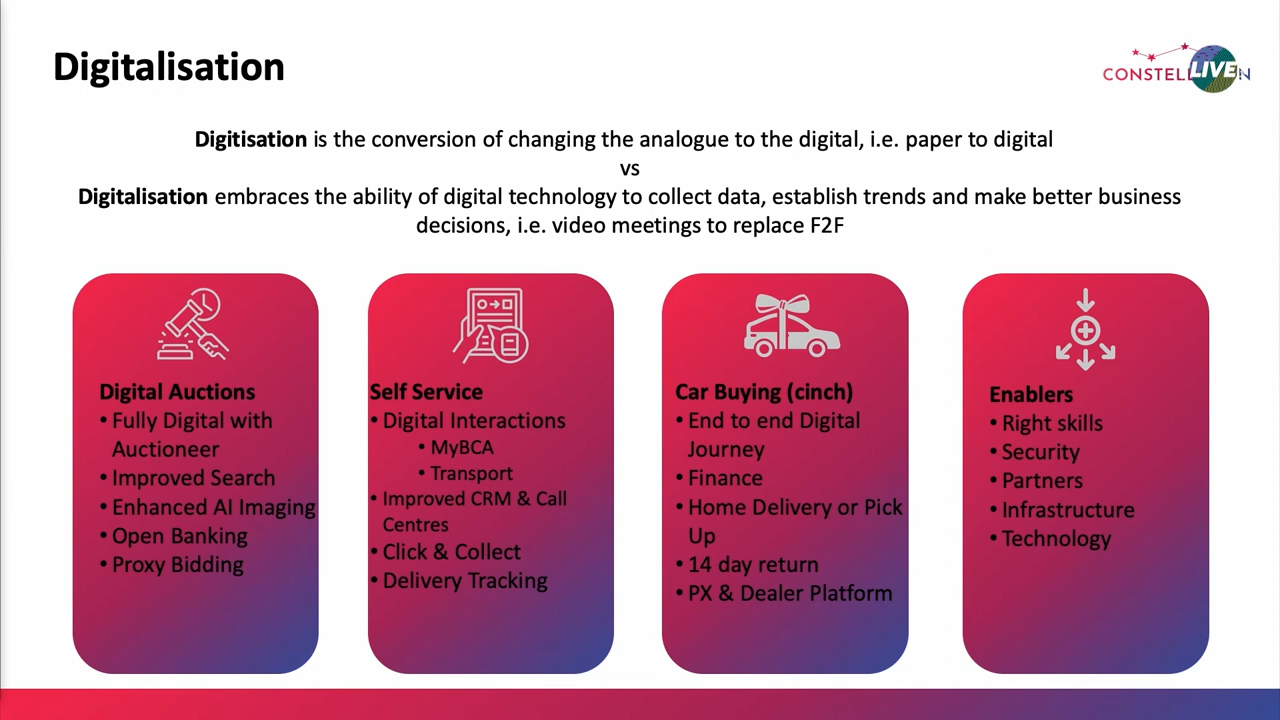 Digitalisation
CONSTELL
LIVE
N
Digitisation is the conversion of changing the analogue to the digital, i.e. paper to digital
vs
Digitalisation embraces the ability of digital technology to collect data, establish trends and make better business
decisions, i.e. video meetings to replace F2F
Digital Auctions
• Fully Digital with
Auctioneer
• Improved Search
• Enhanced AI Imaging
• Open Banking
• Proxy Bidding
Self Service
• Digital Interactions
• MyBCA
• Transport
• Improved CRM & Call
Centres
• Click & Collect
• Delivery Tracking
Car Buying (cinch)
• End to end Digital
Journey
• Finance
• Home Delivery or Pick
Up
• 14 day return
• PX & Dealer Platform
Enablers
• Right skills
• Security
• Partners
• Infrastructure
• Technology